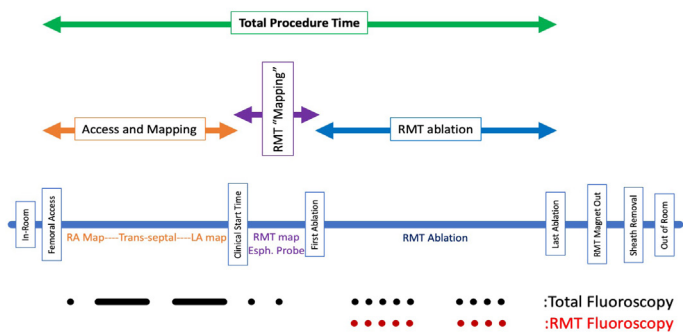 Total Procedure Time
RMT “Mapping”
Access and Mapping
RMT ablation
In-Room
Femoral Access
Clinical Start Time
First Ablation
Last Ablation
RMT Magnet Out
Sheath Removal
Out of Room
RA Map----Trans-septal----LA map
RMT map
Esph. Probe
RMT Ablation
:Total Fluoroscopy
:RMT Fluoroscopy